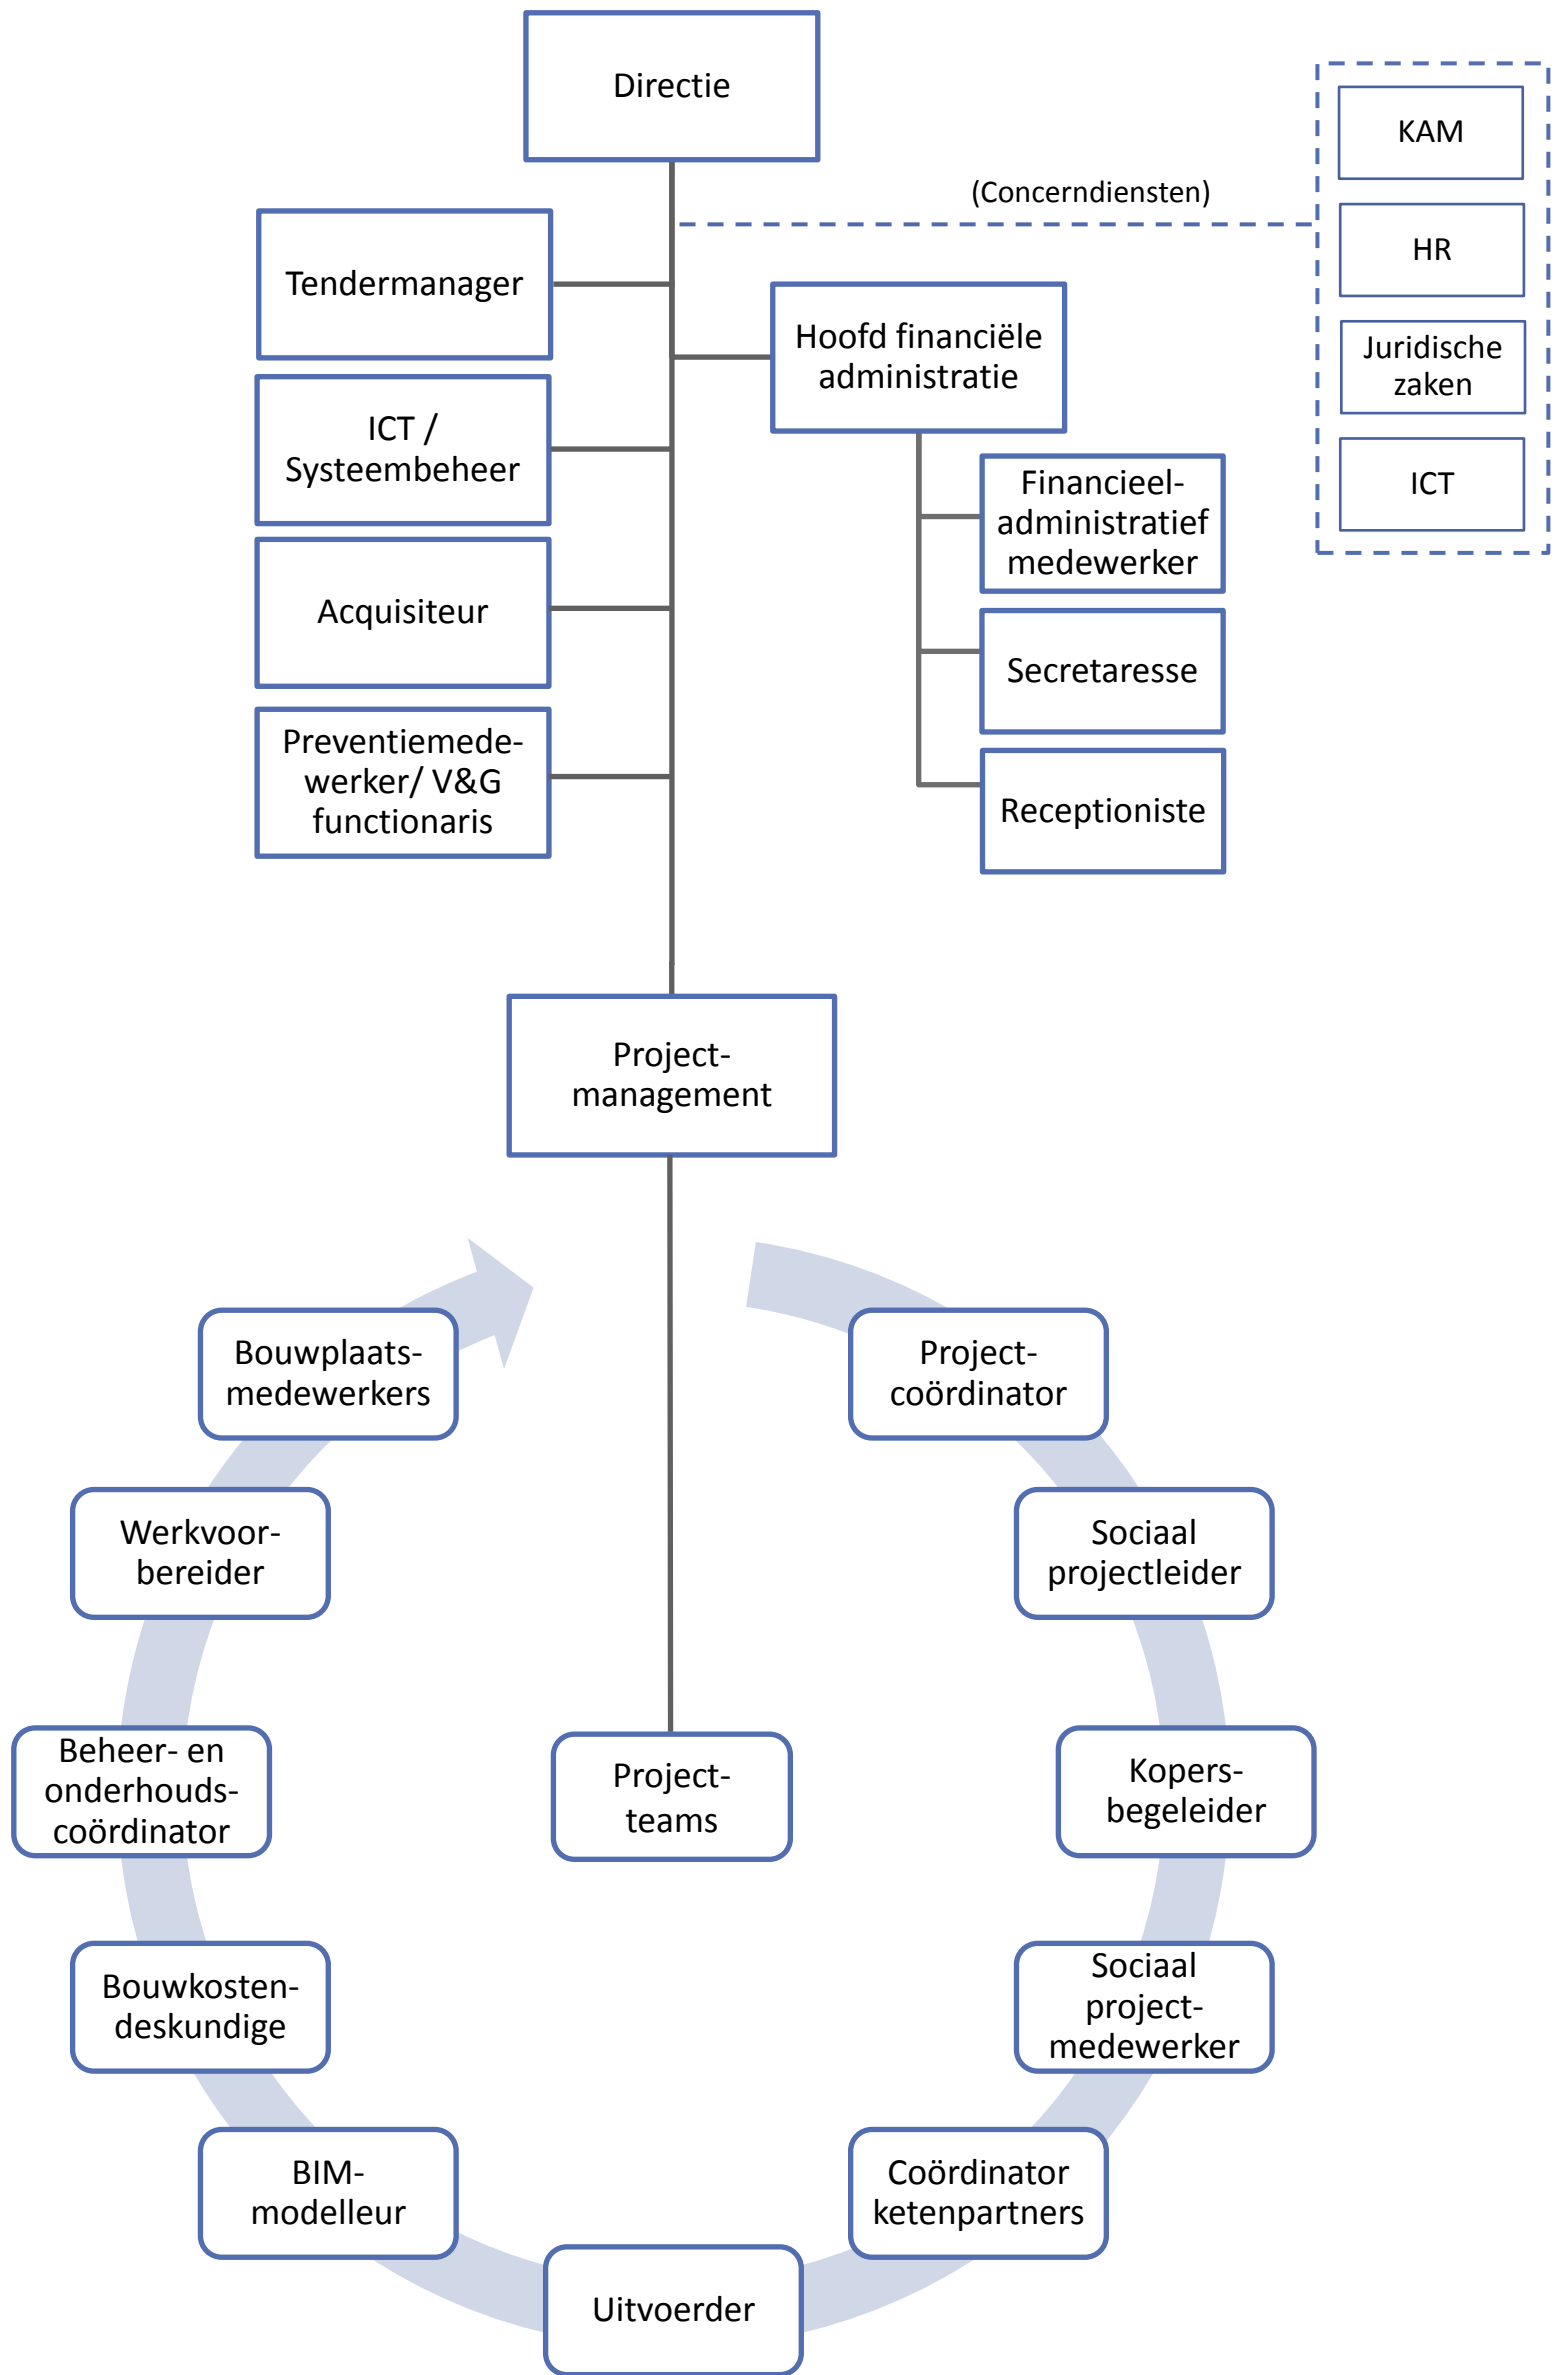 Directie
(Concerndiensten)
KAM
HR
Juridische
zaken
ICT
Tendermanager
ICT /
Systeembeheer
Acquisiteur
Preventiemede-
werker/ V&G
functionaris
Hoofd financiële
administratie
Financieel-
administratief
medewerker
Secretaresse
Receptioniste
Project-
management
Project-
teams
Project-
coördinator
Sociaal
projectleider
Kopers-
begeleider
Sociaal
project-
medewerker
Coördinator
ketenpartners
Uitvoerder
BIM-
modelleur
Bouwkosten-
deskundige
Beheer- en
onderhouds-
coördinator
Werkvoor-
bereider
Bouwplaats-
medewerkers